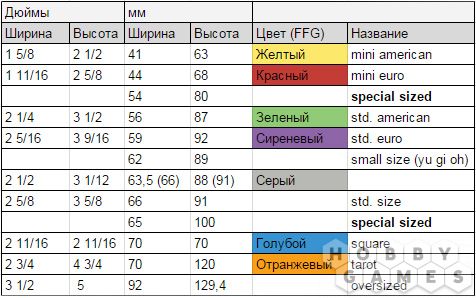 Дюймы мм
Ширина Высота Ширина Высота Цвет (FFG) Название
1 5/8 2 1/2 41 63 Желтый mini american
1 11/16 2 5/8 44 68 Красный mini euro
54 80 special sized
2 1/4 3 1/2 56 87 Зеленый std. american
2 5/16 3 9/16 59 92 Сиреневый std. euro
62 89 small size (yu gi oh)
2 1/2 3 1/12 63,5 (66) 88 (91) Серый
2 5/8 3 5/8 66 91 std. size
65 100 special sized
2 11/16 2 11/16 70 70 Голубой square
2 3/4 4 3/4 70 120 Отранжевый tarot
3 1/2 5 92 129,4 oversized
HOBBY
GAMES